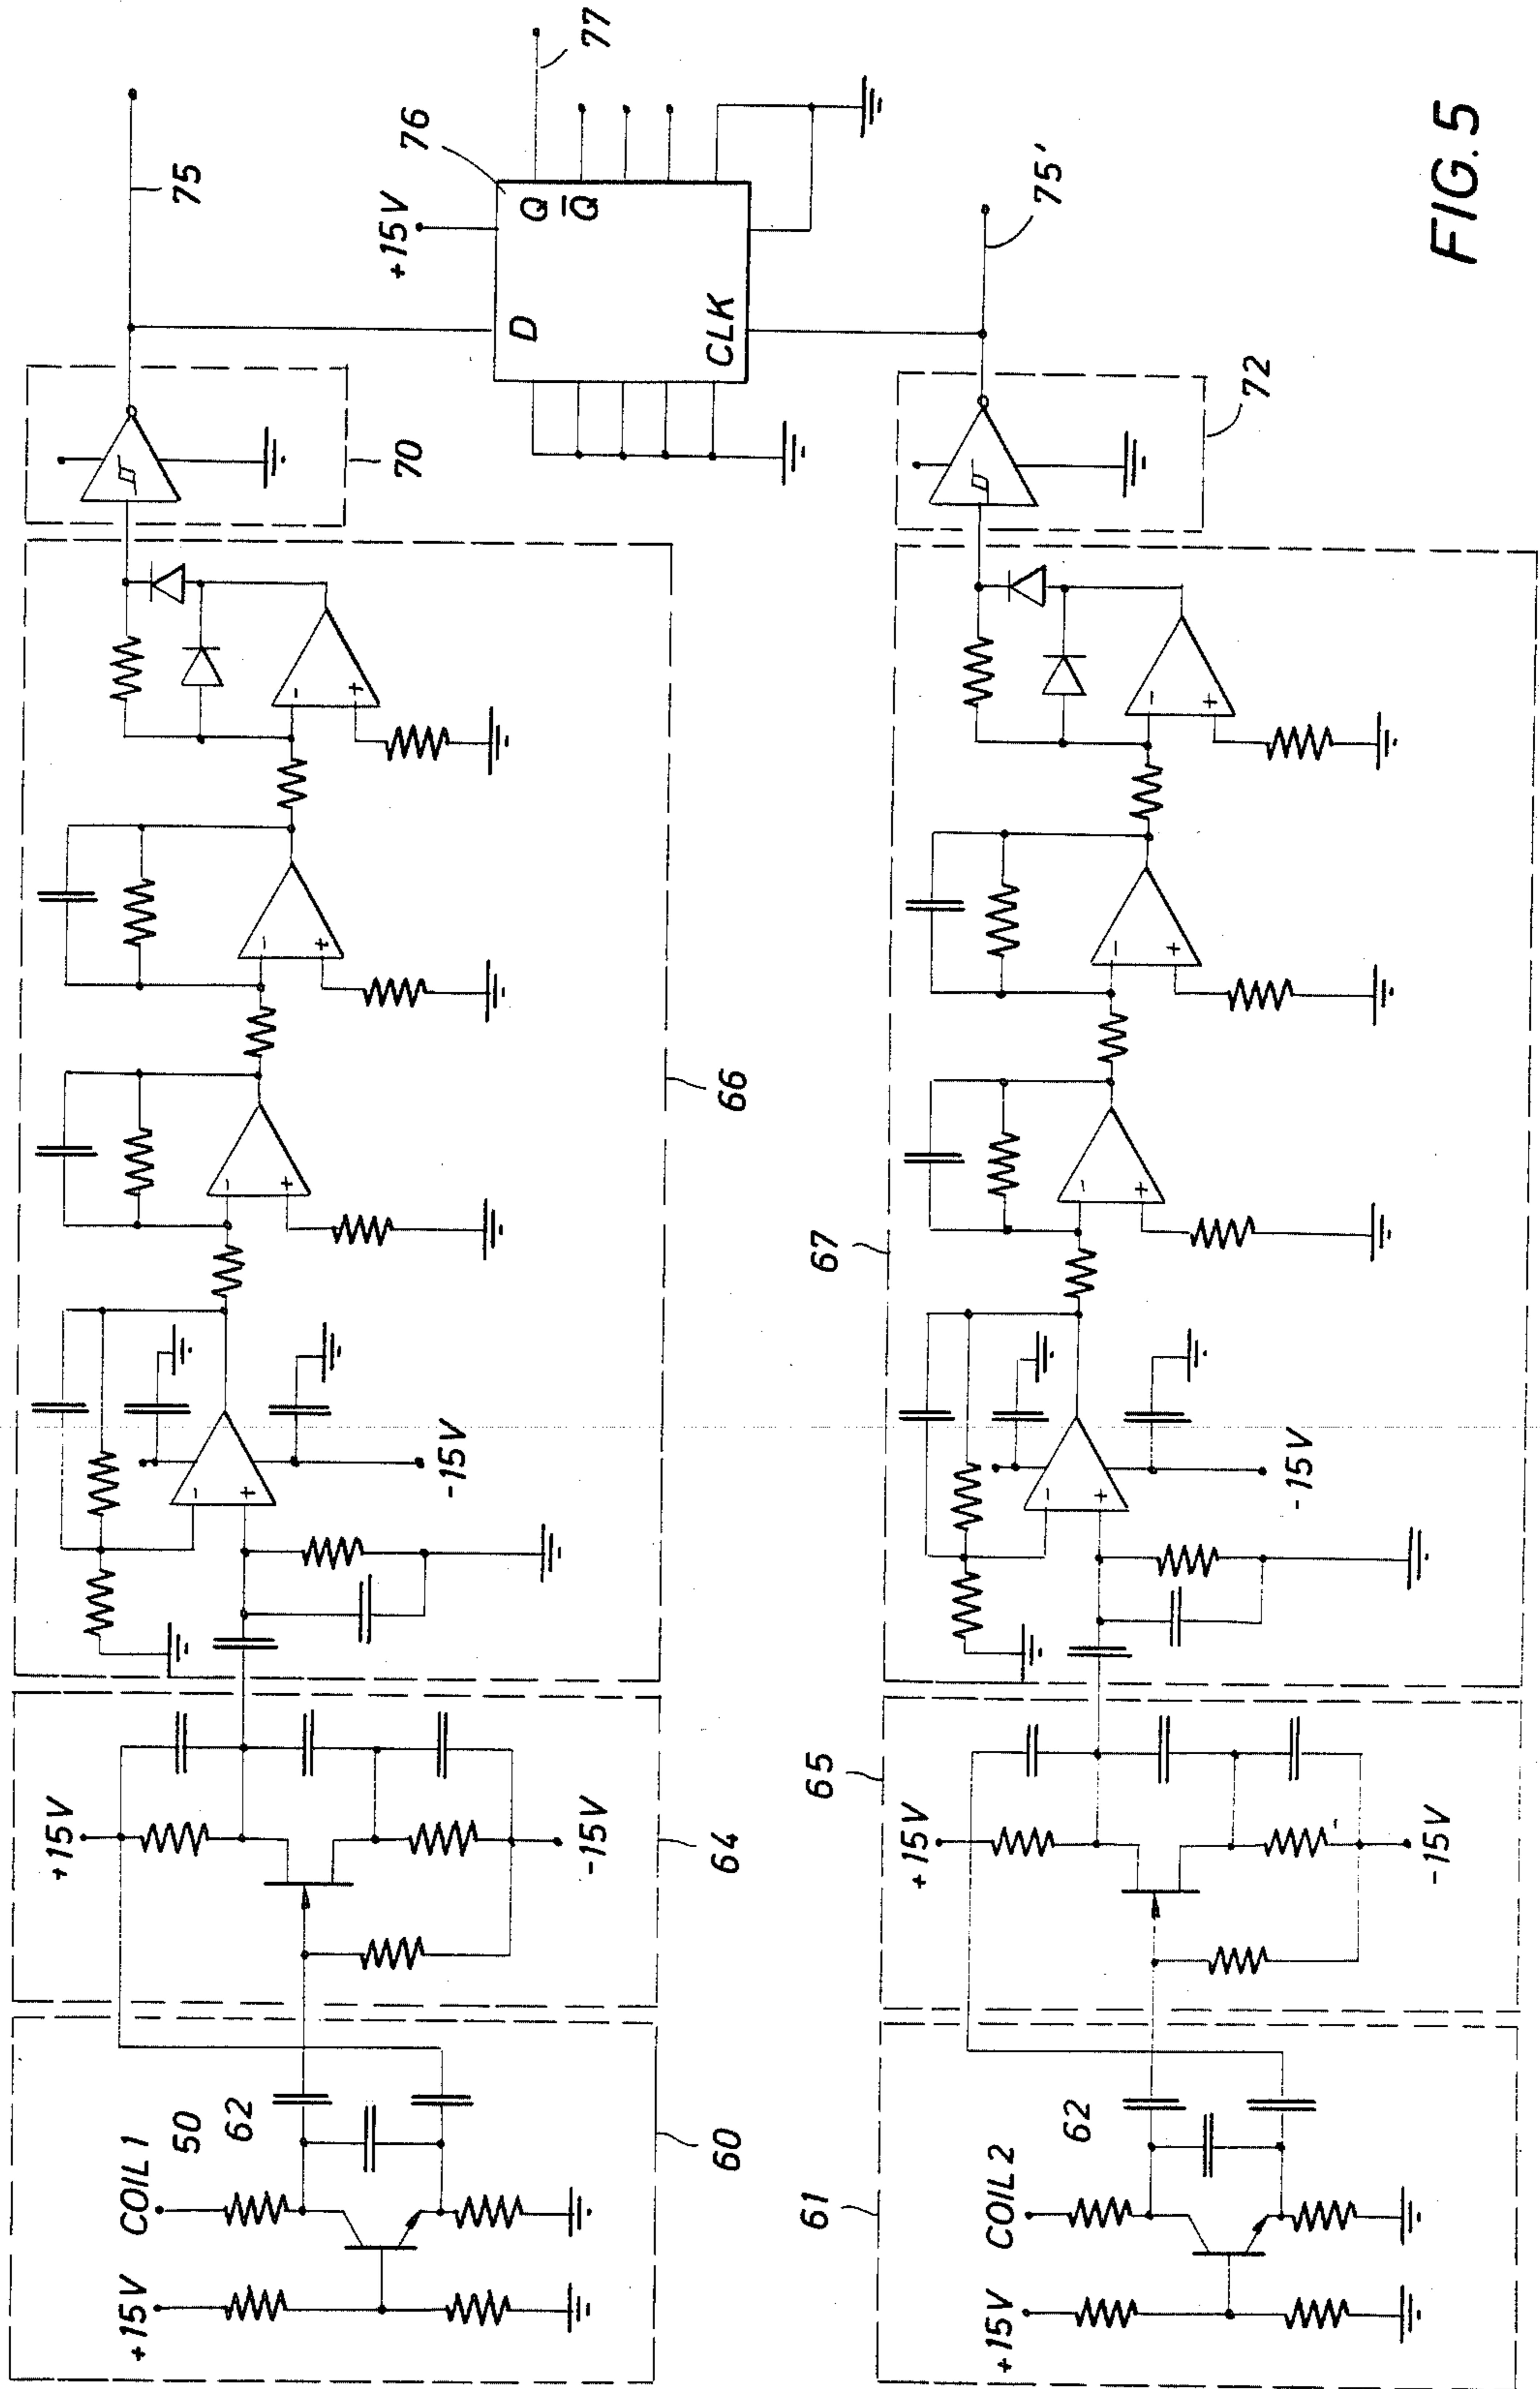 +15V
COIL 1
50
62
60
+15V
-15V
64
-
+
-15V
-
+
-
+
-
+
66
70
75
+15V
76
D
Q
Q̅
CLK
77
+15V
COIL 2
62
61
+15V
-15V
65
-
+
-15V
-
+
-
+
-
+
67
72
75'
FIG. 5